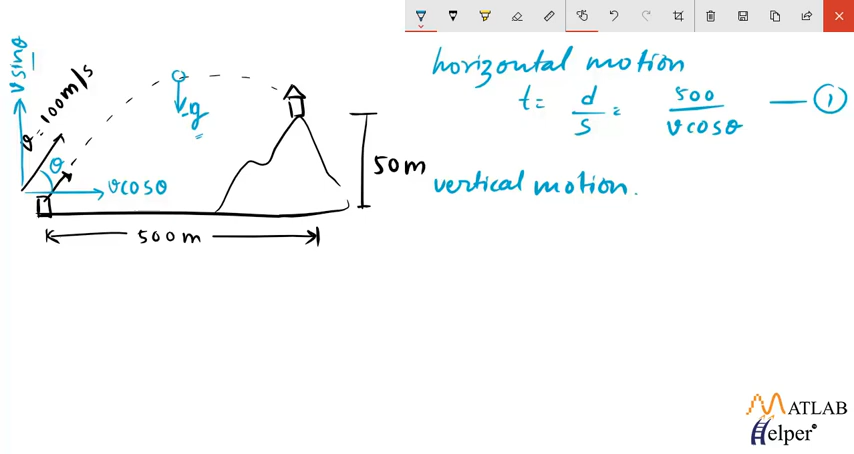 horizontal motion
t = d/s = 500/vcosθ — ①
vertical motion.
vsinθ
v=100m/s
θ
vcosθ
-g
50m
500m
MATLAB
Helper